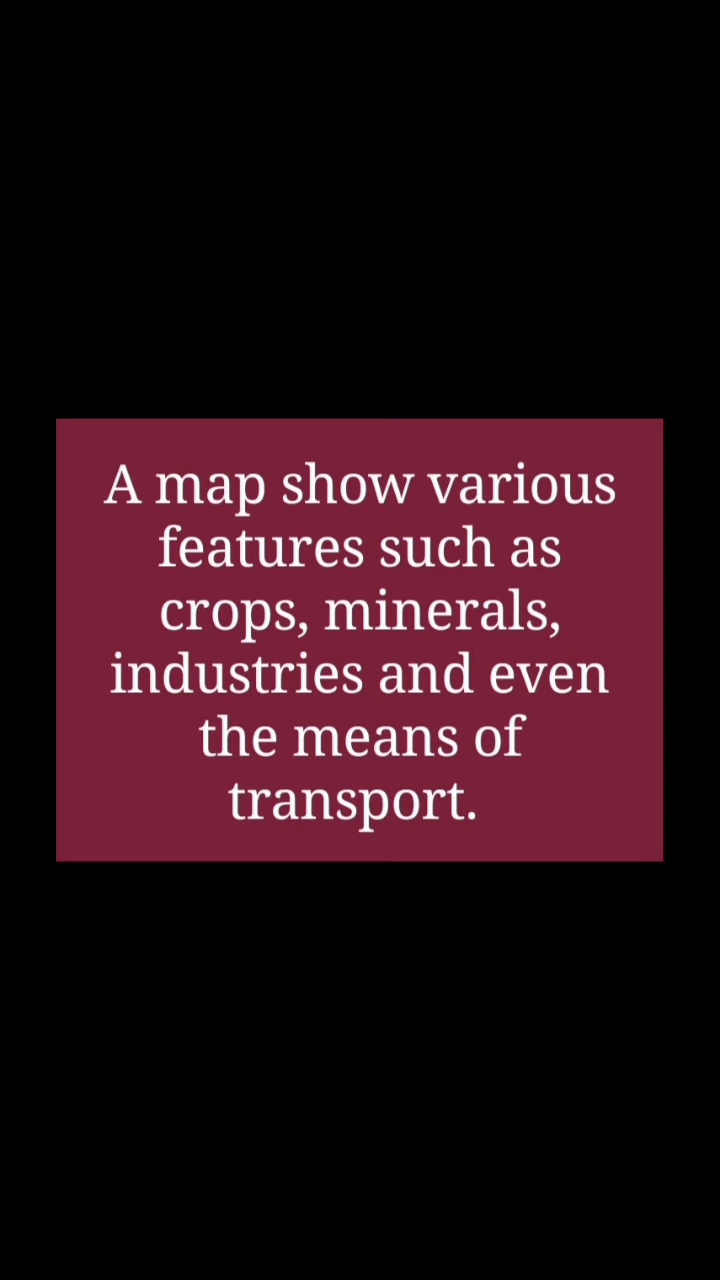 A map show various
features such as
crops, minerals,
industries and even
the means of
transport.